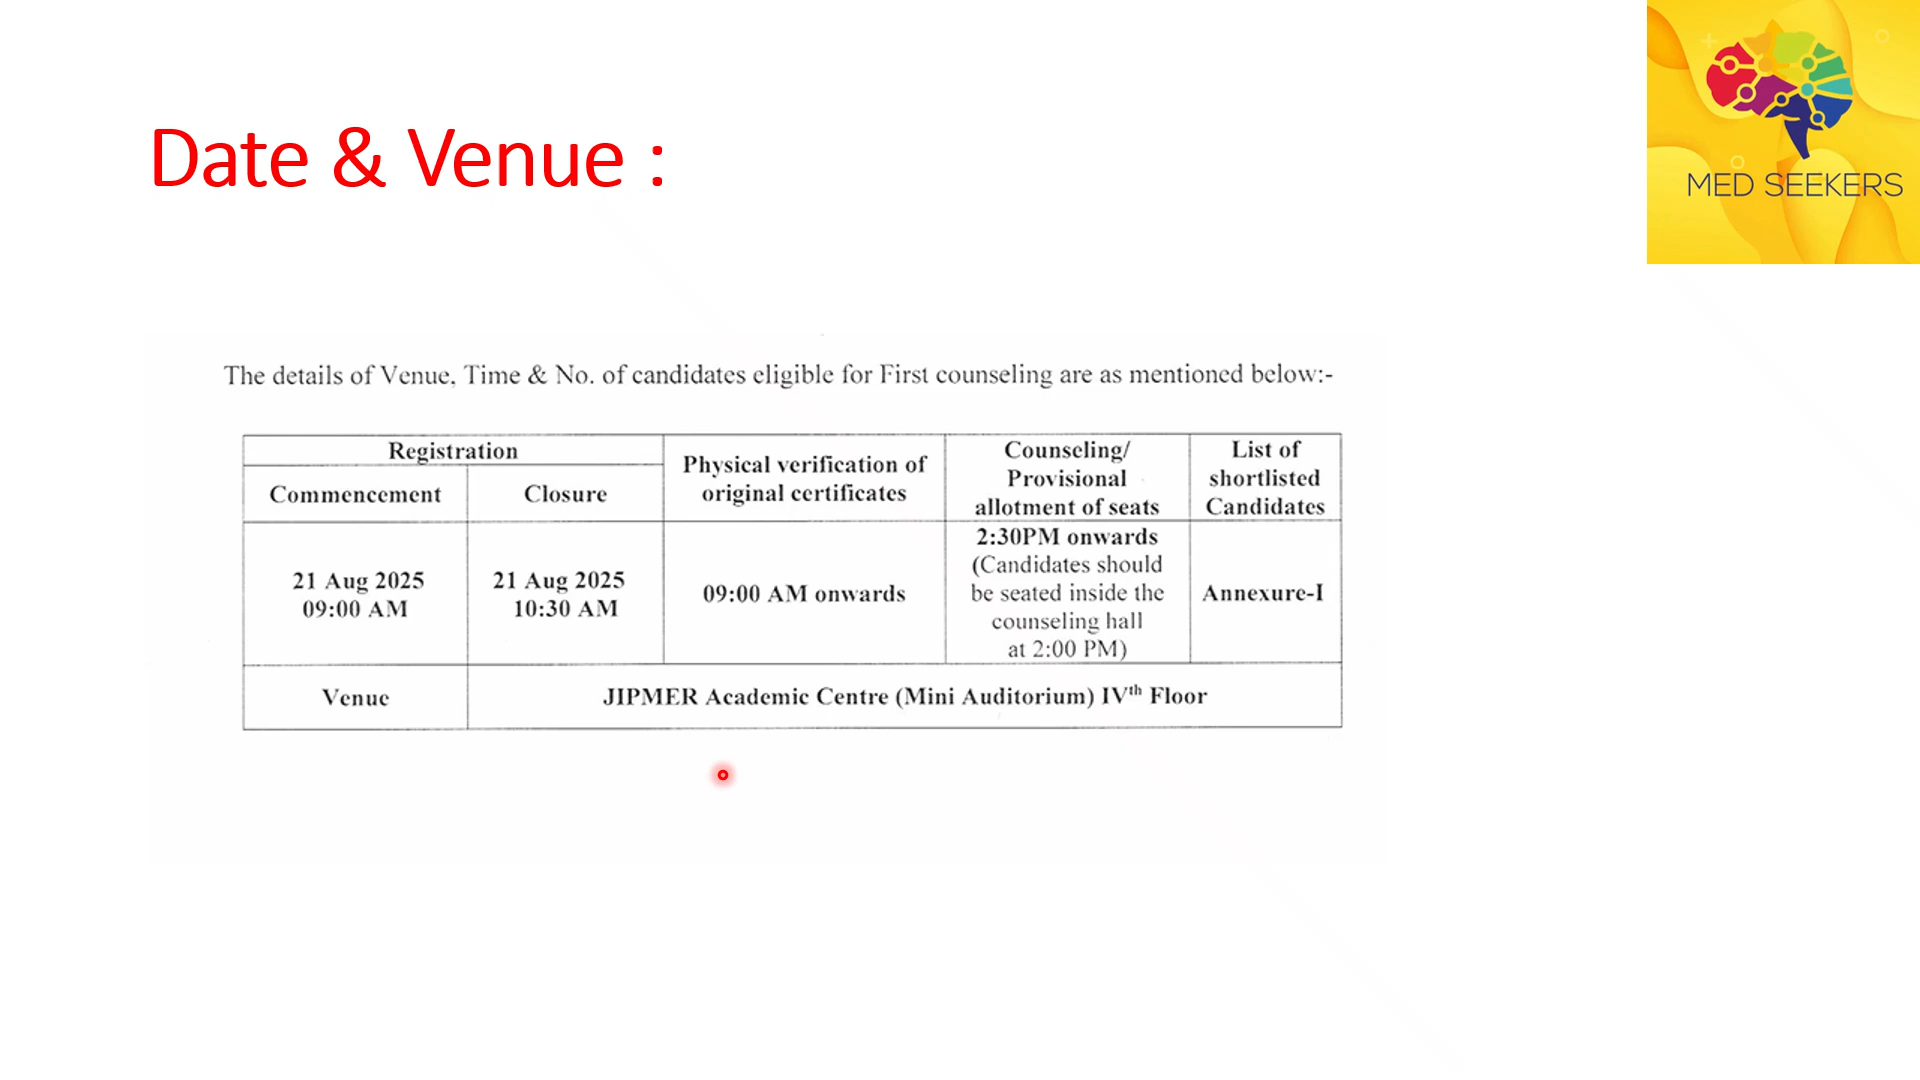 Date & Venue :
MED SEEKERS
The details of Venue, Time & No. of candidates eligible for First counseling are as mentioned below:-
Registration
Commencement
Closure
Physical verification of
original certificates
Counseling/
Provisional
allotment of seats
List of
shortlisted
Candidates
21 Aug 2025
09:00 AM
21 Aug 2025
10:30 AM
09:00 AM onwards
2:30PM onwards
(Candidates should
be seated inside the
counseling hall
at 2:00 PM)
Annexure-I
Venue
JIPMER Academic Centre (Mini Auditorium) IVth Floor